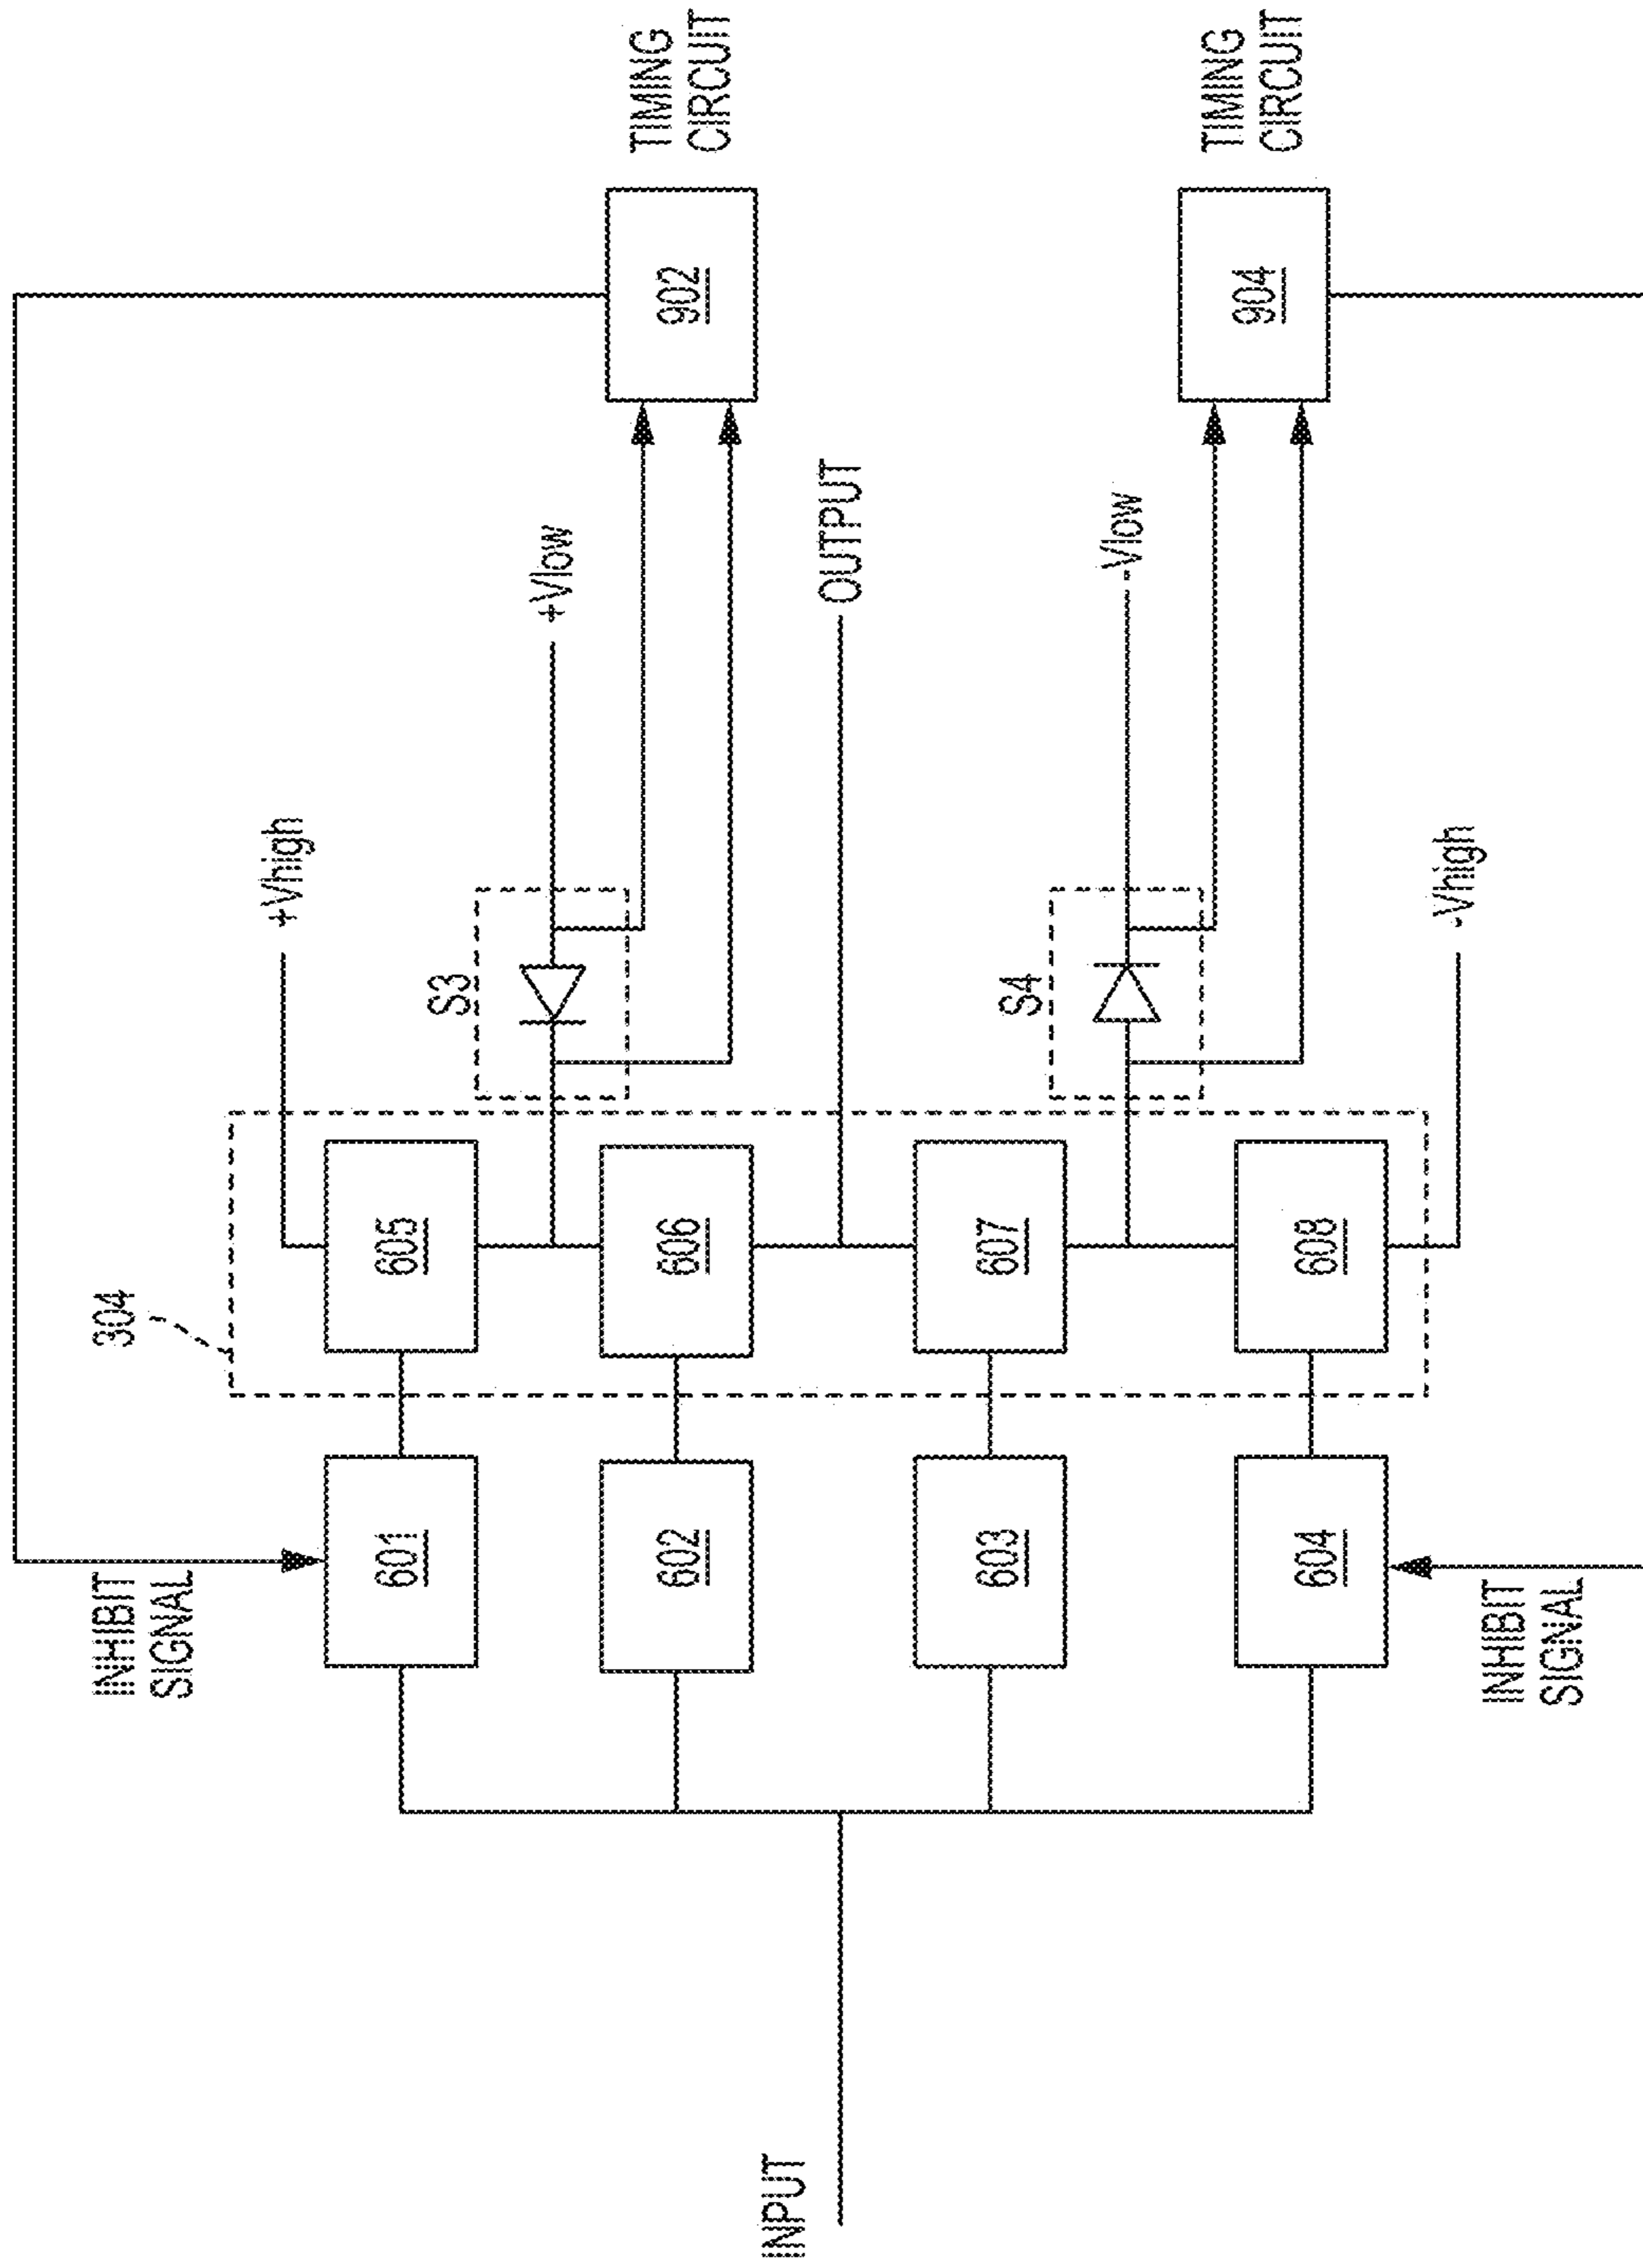 INPUT
INHIBIT
SIGNAL
601
602
603
604
INHIBIT
SIGNAL
304
605
606
607
608
+Vhigh
S3
+Vlow
OUTPUT
S4
-Vlow
-Vhigh
902
TIMING
CIRCUIT
904
TIMING
CIRCUIT